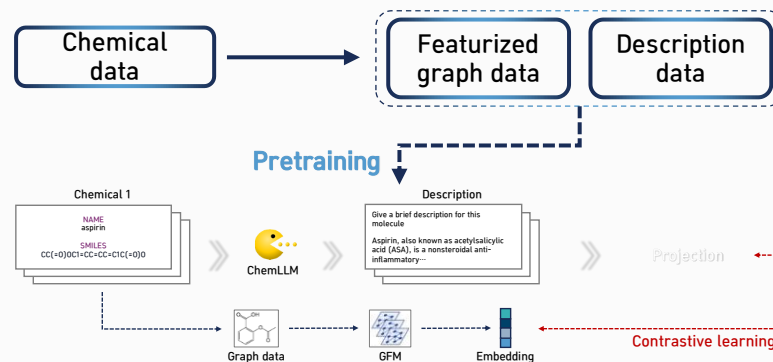 Chemical
data
Featurized
graph data
Description
data
Pretraining
Chemical 1
NAME
aspirin
SMILES
CC(=O)OC1=CC=CC=C1C(=O)O
ChemLLM
Description
Give a brief description for this
molecule
Aspirin, also known as acetylsalicylic
acid (ASA), is a nonsteroidal anti-
inflammatory…
Projection
O
OH
O
O
Graph data
GFM
Embedding
Contrastive learning